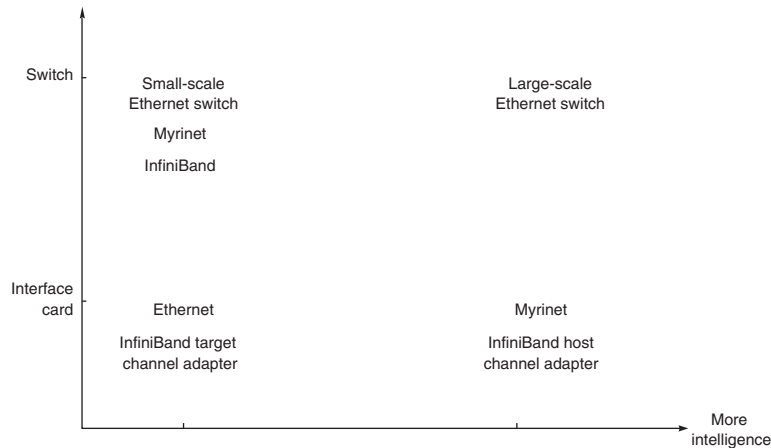 Switch
Small-scale
Ethernet switch
Myrinet
InfiniBand
Large-scale
Ethernet switch
Interface
card
Ethernet
InfiniBand target
channel adapter
Myrinet
InfiniBand host
channel adapter
More
intelligence